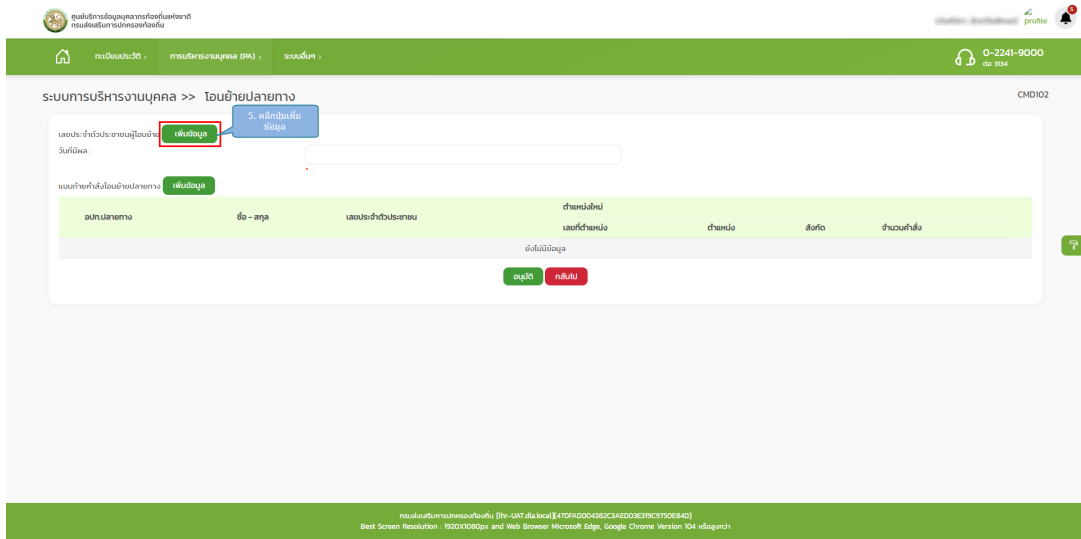 ศูนย์บริการข้อมูลบุคลากรท้องถิ่นแห่งชาติ
กรมส่งเสริมการปกครองท้องถิ่น
profile
5
ทะเบียนประวัติ >
การบริหารงานบุคคล (PA) >
ระบบอื่นๆ >
0-2241-9000
ต่อ 3134
ระบบการบริหารงานบุคคล >> โอนย้ายปลายทาง
CMD102
5. คลิกปุ่มเพิ่ม
ข้อมูล
เลขประจำตัวประชาชนผู้โอนย้าย เพิ่มข้อมูล
วันที่มีผล :
*
แนบท้ายคำสั่งโอนย้ายปลายทาง เพิ่มข้อมูล
อปท.ปลายทาง ชื่อ - สกุล เลขประจำตัวประชาชน ตำแหน่งใหม่
เลขที่ตำแหน่ง ตำแหน่ง สังกัด จำนวนคำสั่ง
ยังไม่มีข้อมูล
อนุมัติ กลับไป
กรมส่งเสริมการปกครองท้องถิ่น [lhr-UAT.dla.local][470FAD004382C3AEDD3E319C9750E84D]
Best Screen Resolution : 1920X1080px and Web Browser Microsoft Edge, Google Chrome Version 104 หรือสูงกว่า